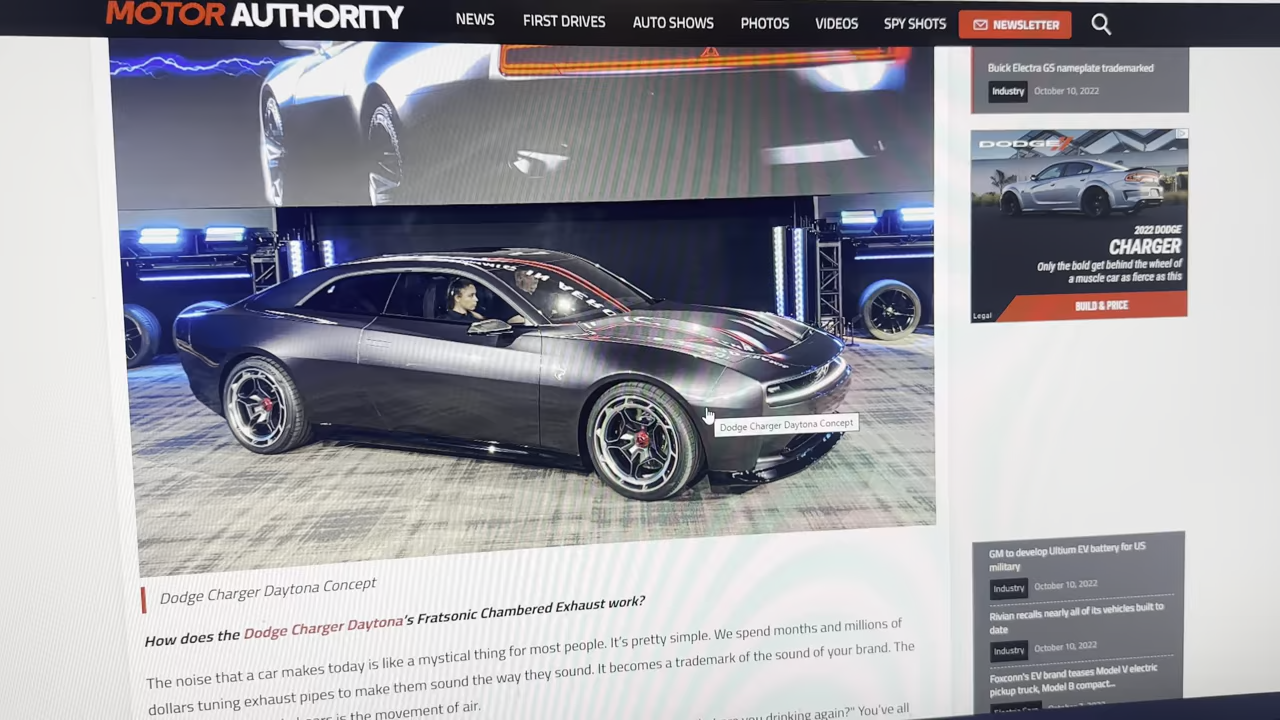 MOTOR AUTHORITY
NEWS
FIRST DRIVES
AUTO SHOWS
PHOTOS
VIDEOS
SPY SHOTS
NEWSLETTER
Dodge Charger Daytona Concept
Dodge Charger Daytona Concept
How does the Dodge Charger Daytona's Fratsonic Chambered Exhaust work?
The noise that a car makes today is like a mystical thing for most people. It's pretty simple. We spend months and millions of
dollars tuning exhaust pipes to make them sound the way they sound. It becomes a trademark of the sound of your brand. The
is the movement of air.
you drinking again?" You've all
Buick Electra GS nameplate trademarked
Industry October 10, 2022
DODGE
2022 DODGE
CHARGER
Only the bold get behind the wheel of
a muscle car as fierce as this
BUILD & PRICE
Legal
GM to develop Ultium EV battery for US
military
Industry October 10, 2022
Rivian recalls nearly all of its vehicles built to
date
Industry October 10, 2022
Foxconn's EV brand teases Model V electric
pickup truck, Model B compact...
Electric Cars